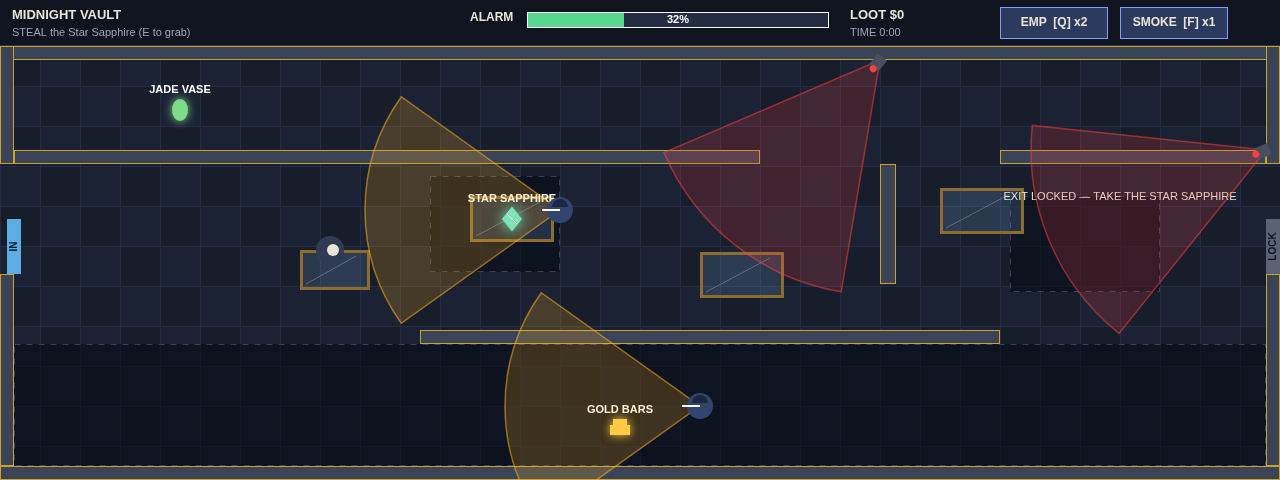 MIDNIGHT VAULT
STEAL the Star Sapphire (E to grab)
ALARM
32%
LOOT $0
TIME 0:00
EMP [Q] x2
SMOKE [F] x1
JADE VASE
STAR SAPPHIRE
EXIT LOCKED — TAKE THE STAR SAPPHIRE
IN
LOCK
GOLD BARS